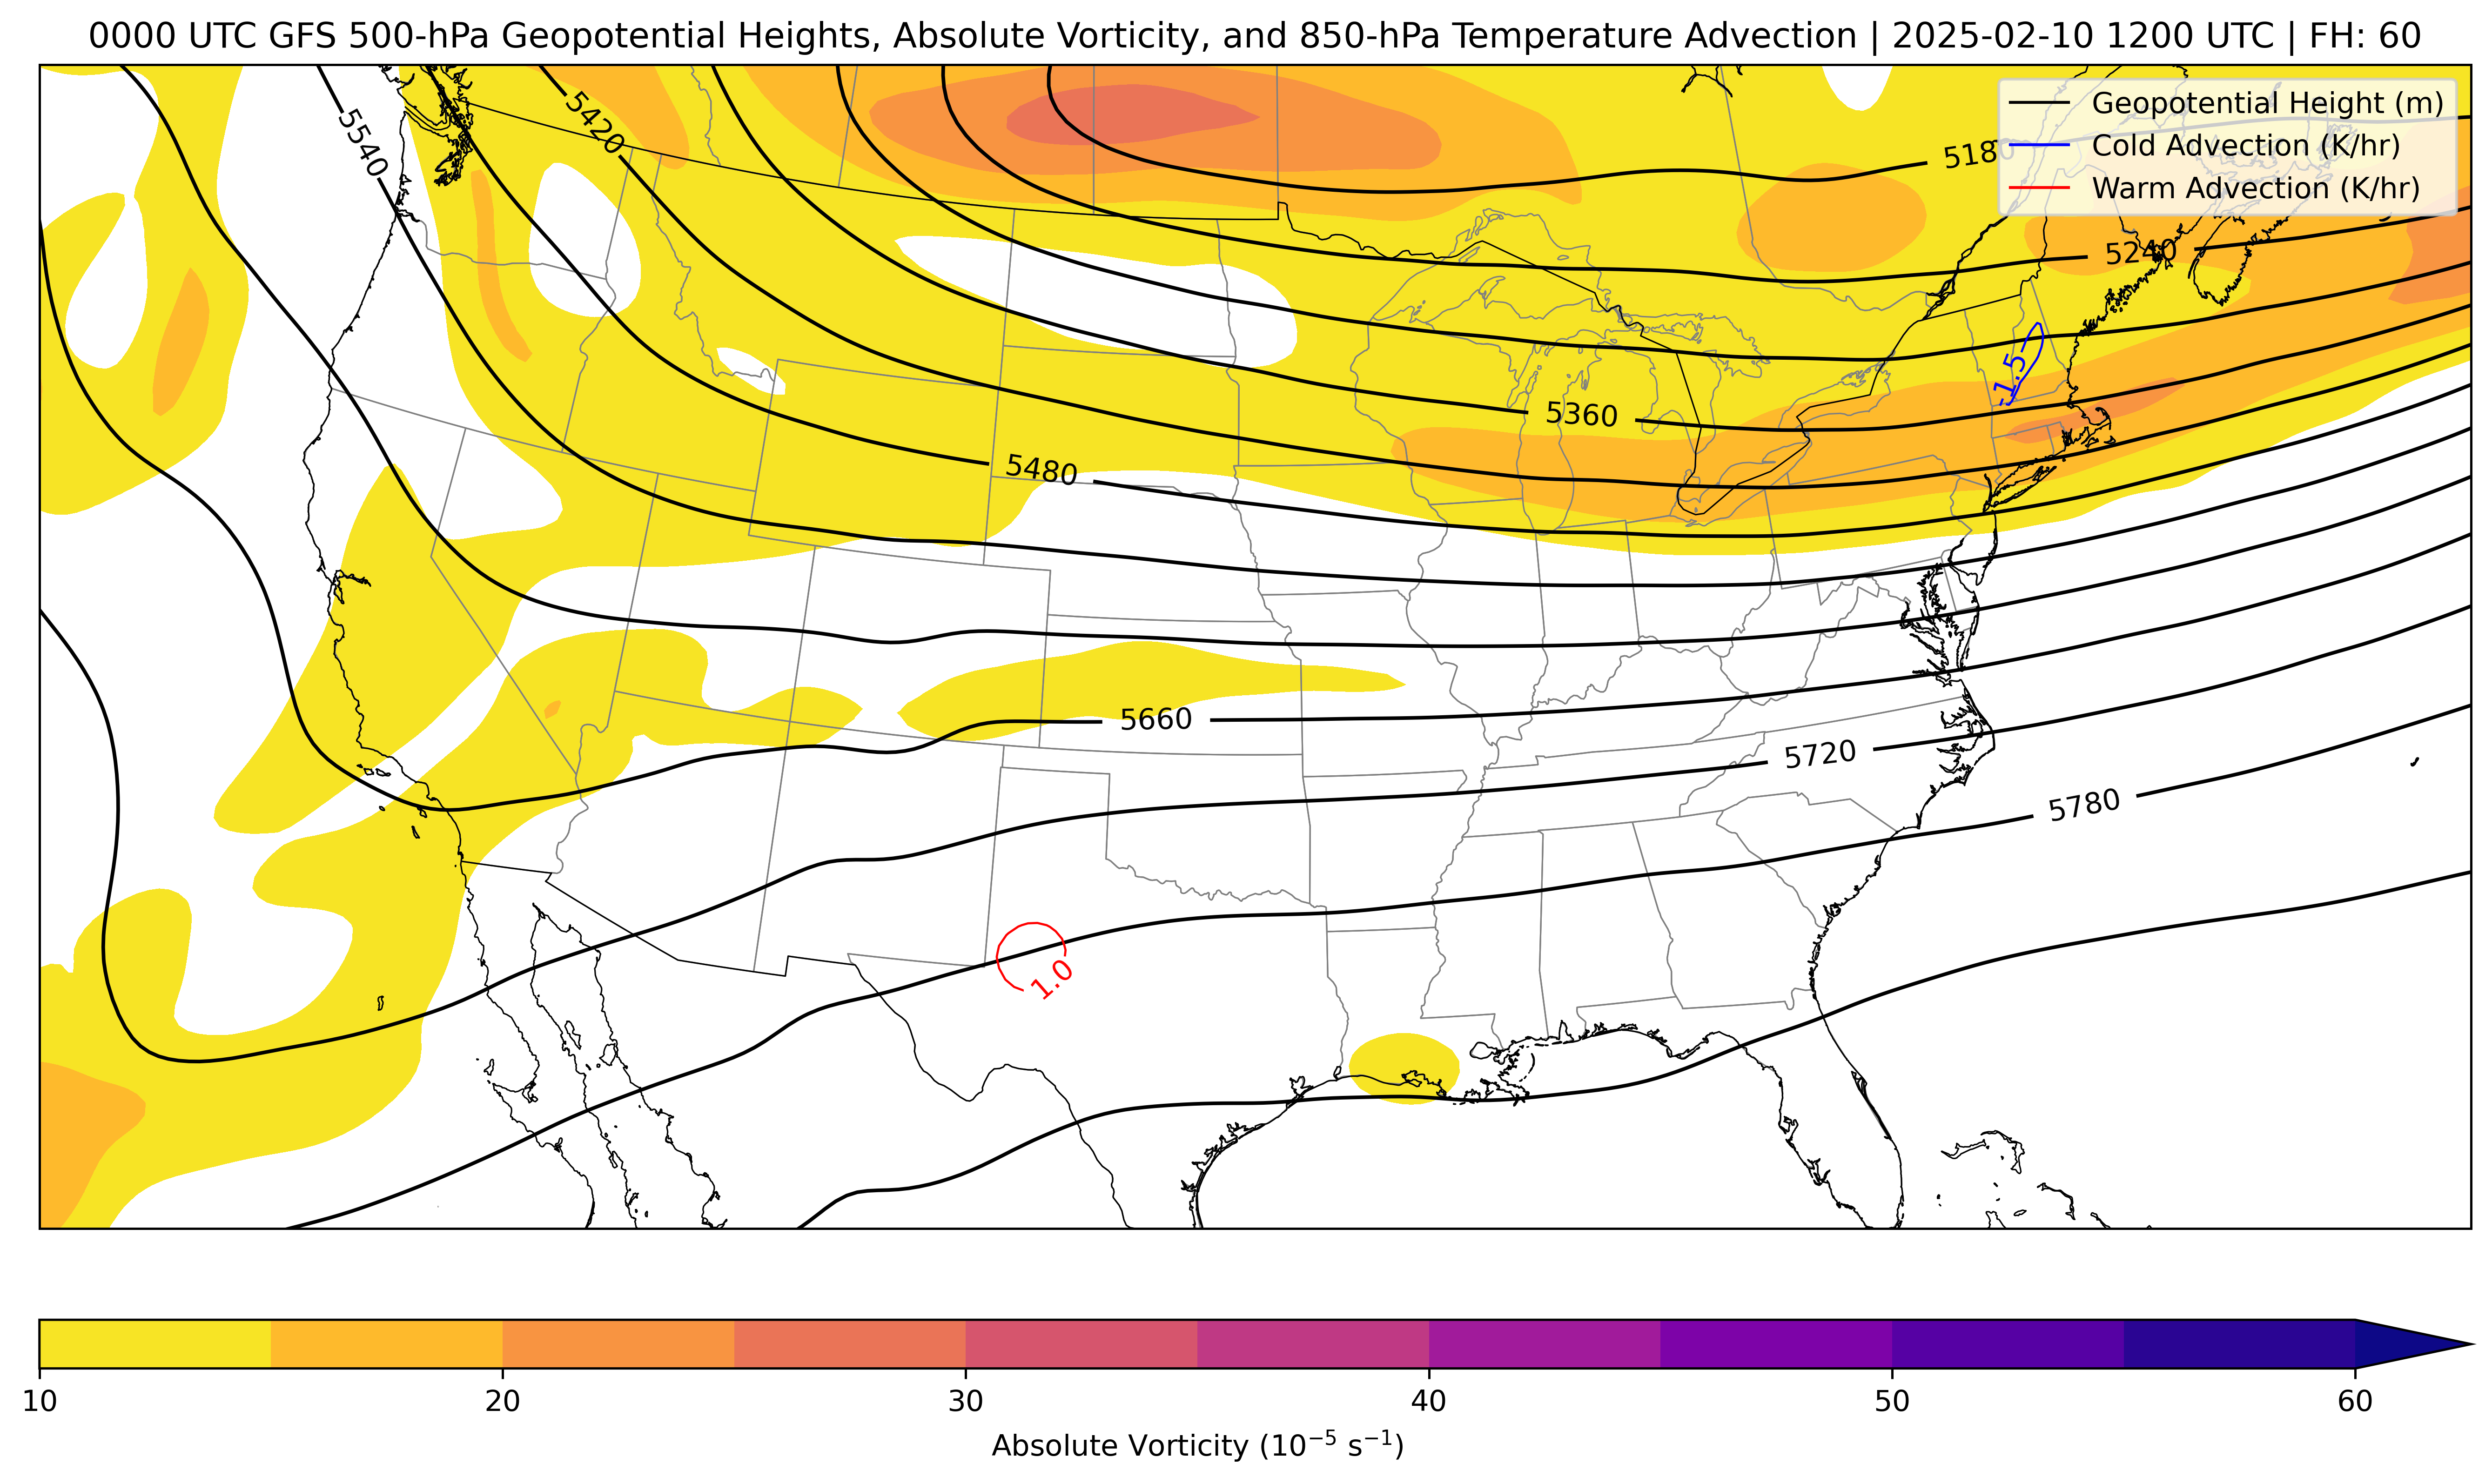 0000 UTC GFS 500-hPa Geopotential Heights, Absolute Vorticity, and 850-hPa Temperature Advection | 2025-02-10 1200 UTC | FH: 60
Geopotential Height (m)
Cold Advection (K/hr)
Warm Advection (K/hr)
5540
5420
5180
5240
-1.5
5360
5480
5660
5720
5780
1.0
10 20 30 40 50 60
Absolute Vorticity (10⁻⁵ s⁻¹)